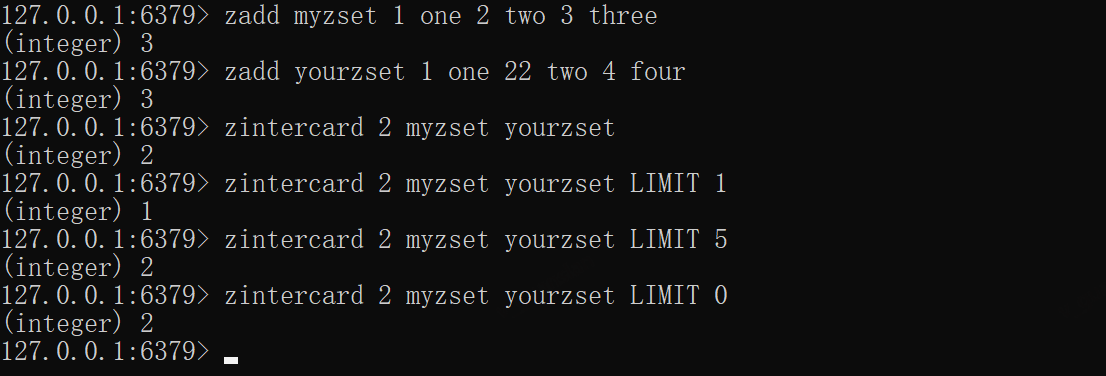 127.0.0.1:6379> zadd myzset 1 one 2 two 3 three
(integer) 3
127.0.0.1:6379> zadd yourzset 1 one 22 two 4 four
(integer) 3
127.0.0.1:6379> zintercard 2 myzset yourzset
(integer) 2
127.0.0.1:6379> zintercard 2 myzset yourzset LIMIT 1
(integer) 1
127.0.0.1:6379> zintercard 2 myzset yourzset LIMIT 5
(integer) 2
127.0.0.1:6379> zintercard 2 myzset yourzset LIMIT 0
(integer) 2
127.0.0.1:6379>